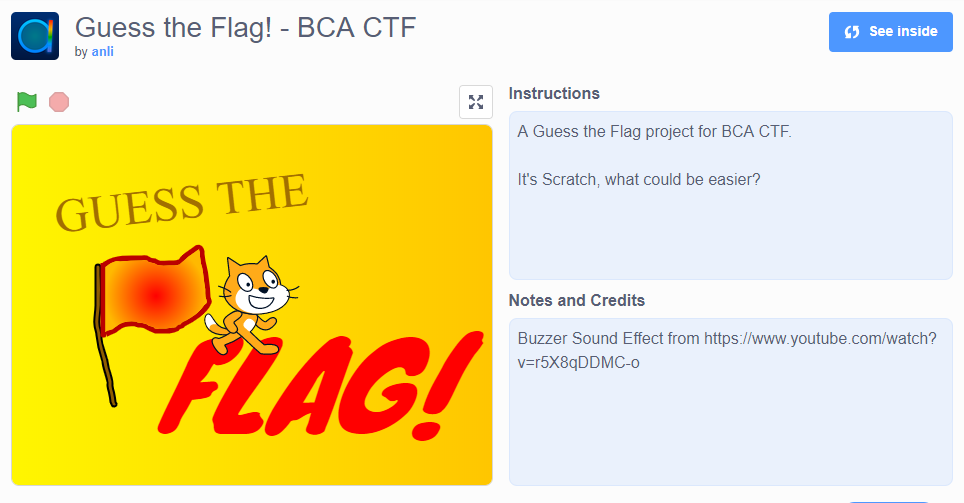 Guess the Flag! - BCA CTF
by anli
See inside
Instructions
A Guess the Flag project for BCA CTF.
It's Scratch, what could be easier?
GUESS THE
FLAG!
Notes and Credits
Buzzer Sound Effect from https://www.youtube.com/watch?
v=r5X8qDDMC-o